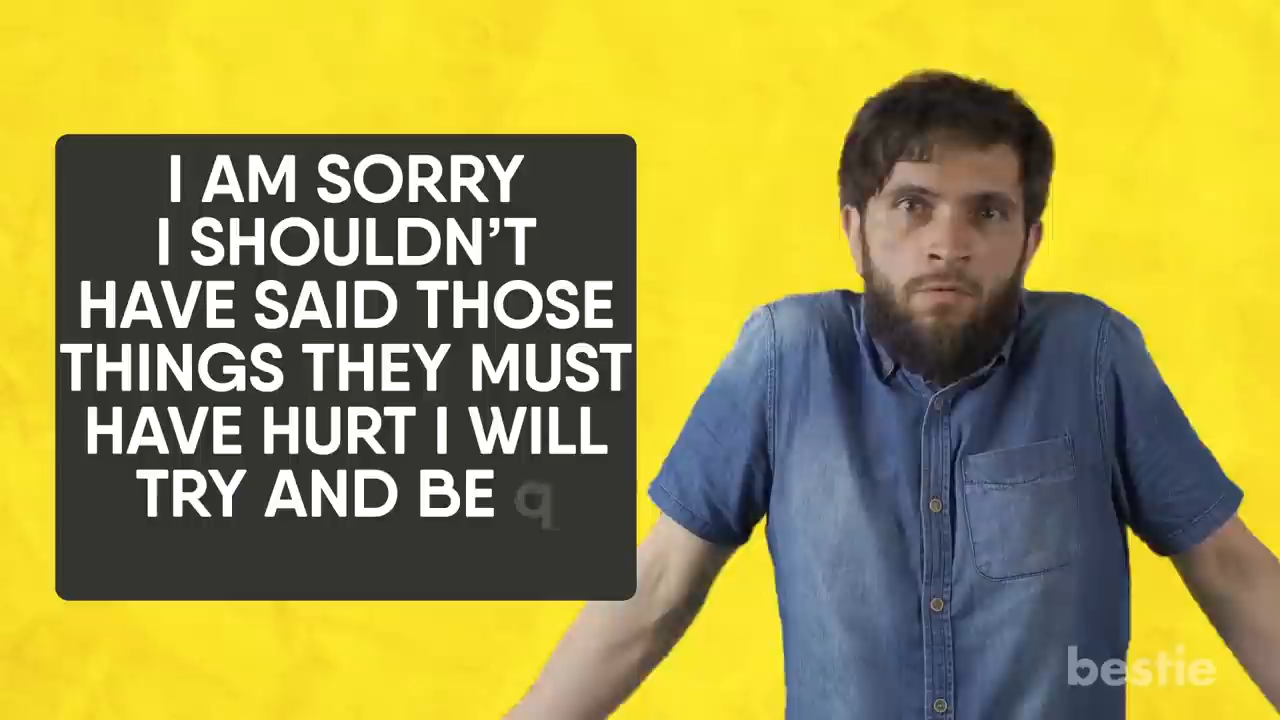 I AM SORRY
I SHOULDN'T
HAVE SAID THOSE
THINGS THEY MUST
HAVE HURT I WILL
TRY AND BE
bestie